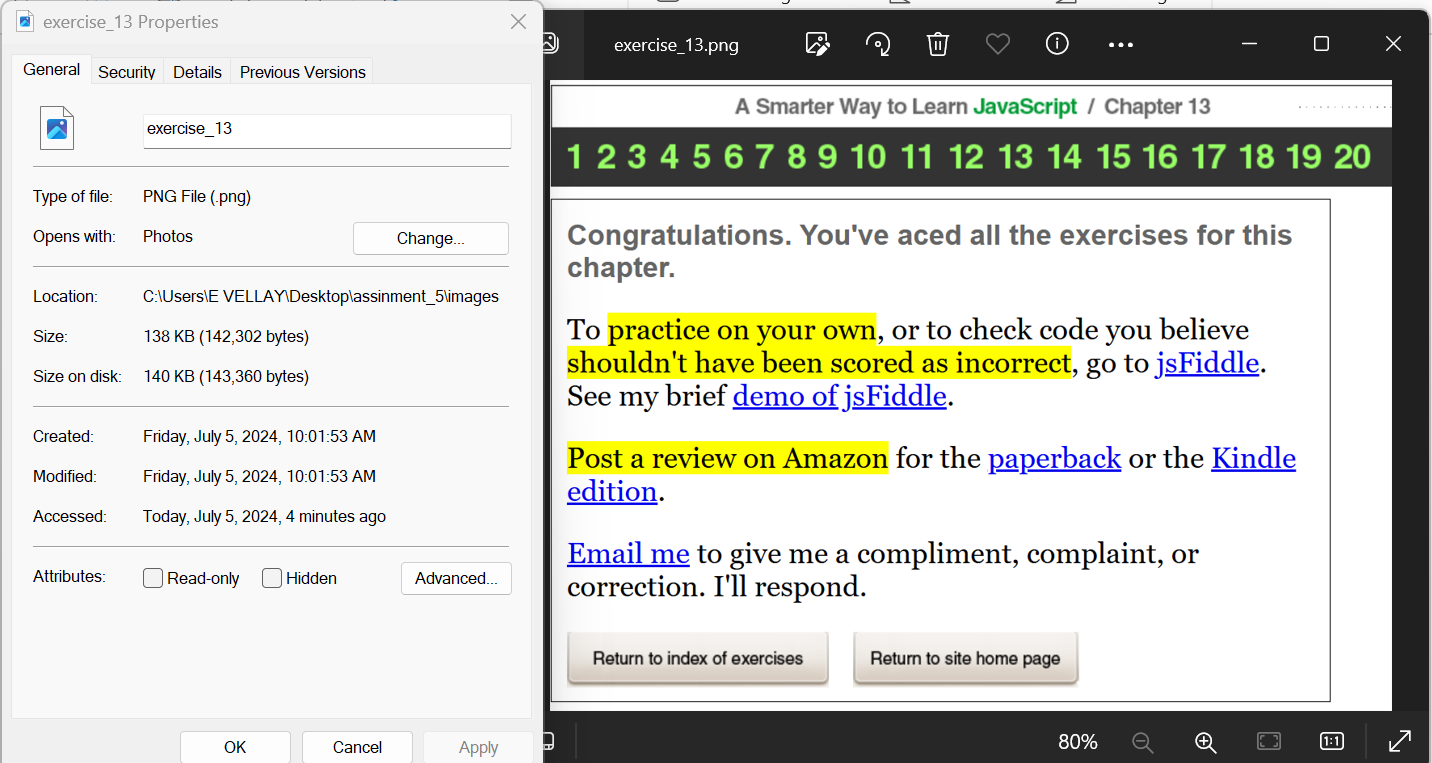 exercise_13 Properties
General Security Details Previous Versions
exercise_13
Type of file: PNG File (.png)
Opens with: Photos Change...
Location: C:\Users\E VELLAY\Desktop\assinment_5\images
Size: 138 KB (142,302 bytes)
Size on disk: 140 KB (143,360 bytes)
Created: Friday, July 5, 2024, 10:01:53 AM
Modified: Friday, July 5, 2024, 10:01:53 AM
Accessed: Today, July 5, 2024, 4 minutes ago
Attributes: Read-only Hidden Advanced...
OK Cancel Apply
exercise_13.png
A Smarter Way to Learn JavaScript / Chapter 13
1 2 3 4 5 6 7 8 9 10 11 12 13 14 15 16 17 18 19 20
Congratulations. You've aced all the exercises for this
chapter.
To practice on your own, or to check code you believe
shouldn't have been scored as incorrect, go to jsFiddle.
See my brief demo of jsFiddle.
Post a review on Amazon for the paperback or the Kindle
edition.
Email me to give me a compliment, complaint, or
correction. I'll respond.
Return to index of exercises Return to site home page
80% 1:1